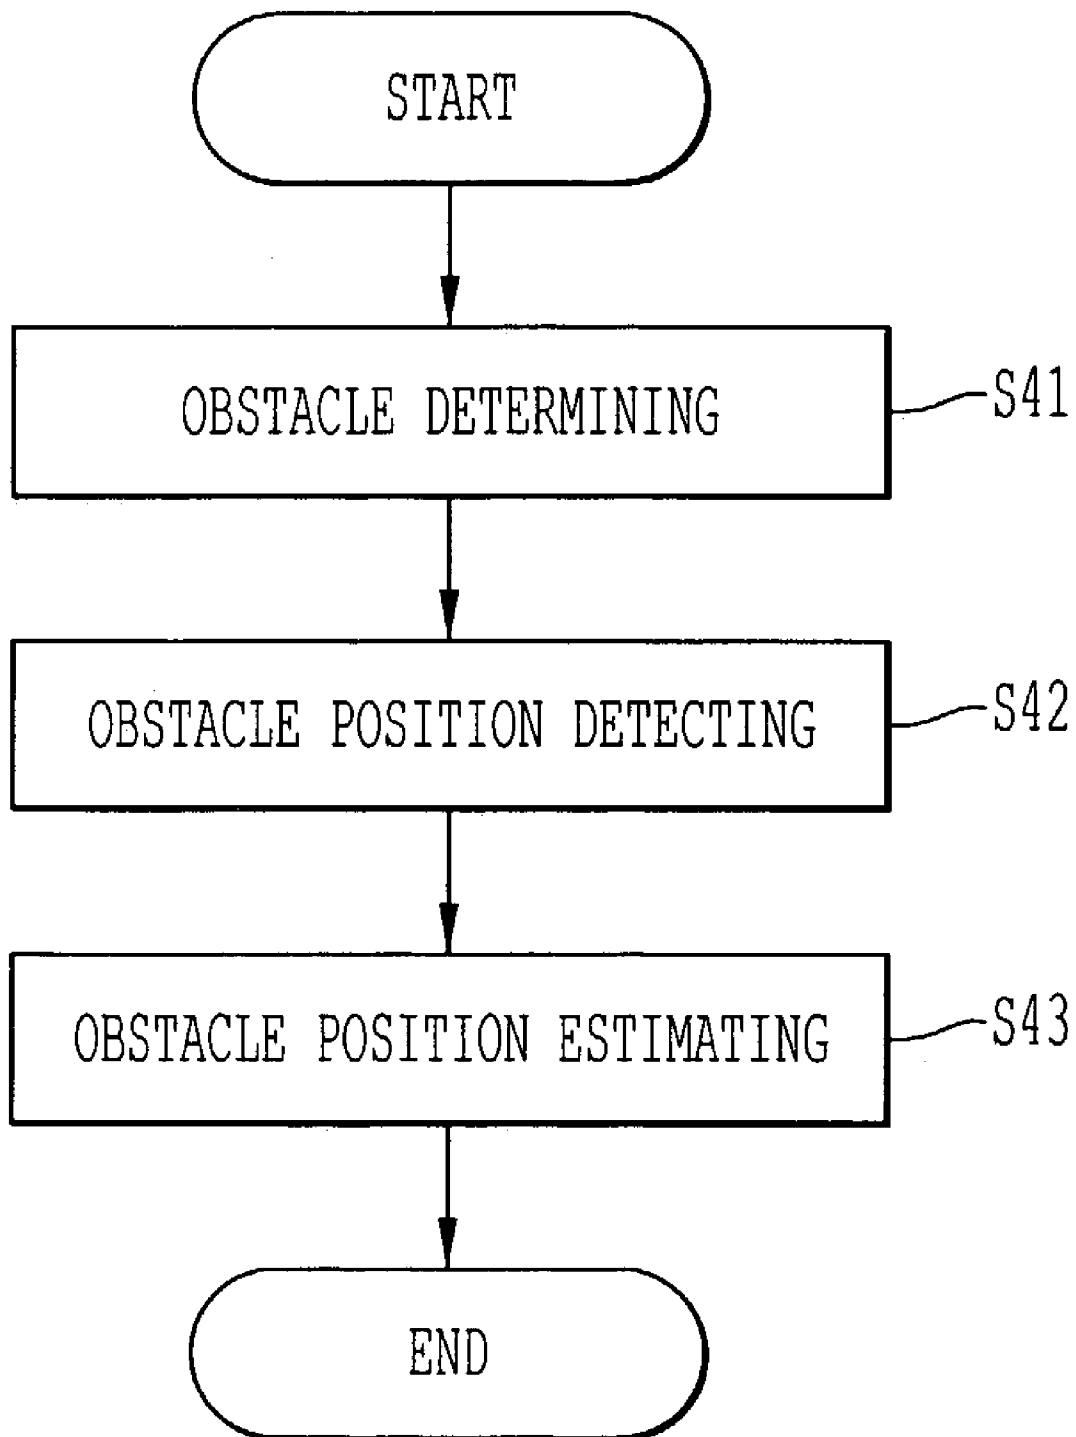 START
OBSTACLE DETERMINING
S41
OBSTACLE POSITION DETECTING
S42
OBSTACLE POSITION ESTIMATING
S43
END